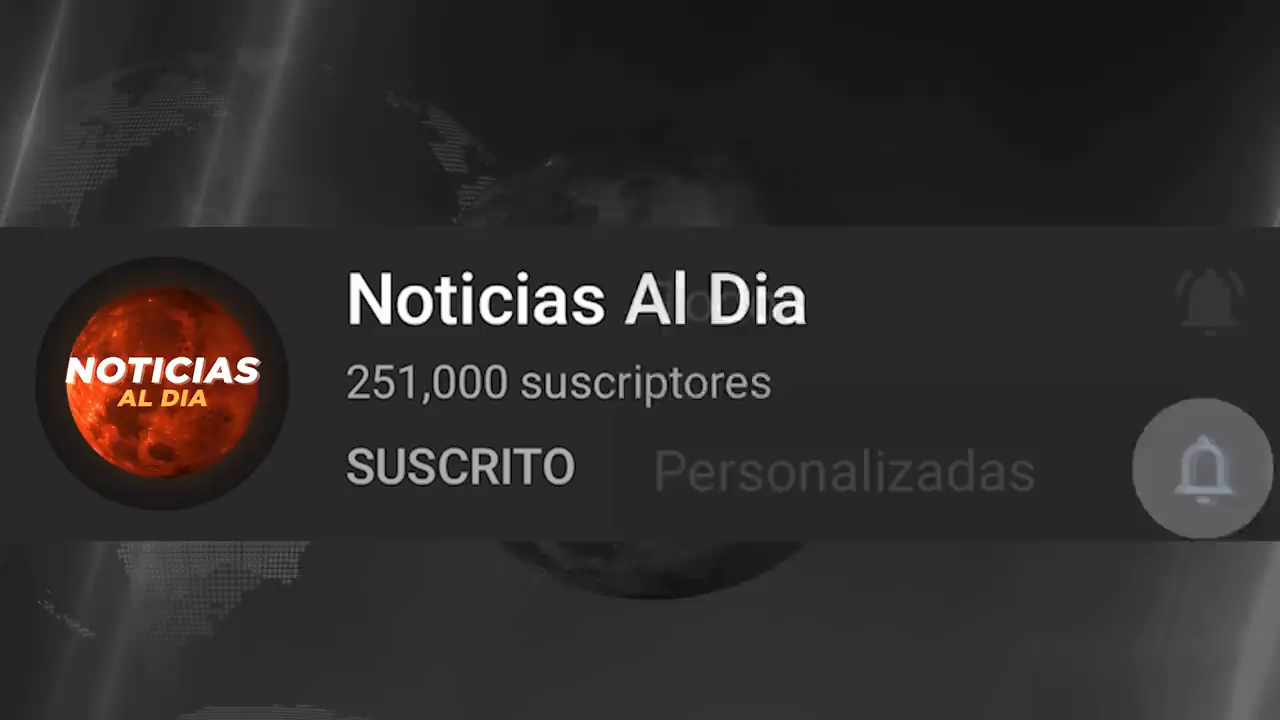 NOTICIAS
AL DIA
Noticias Al Dia
251,000 suscriptores
SUSCRITO
Personalizadas